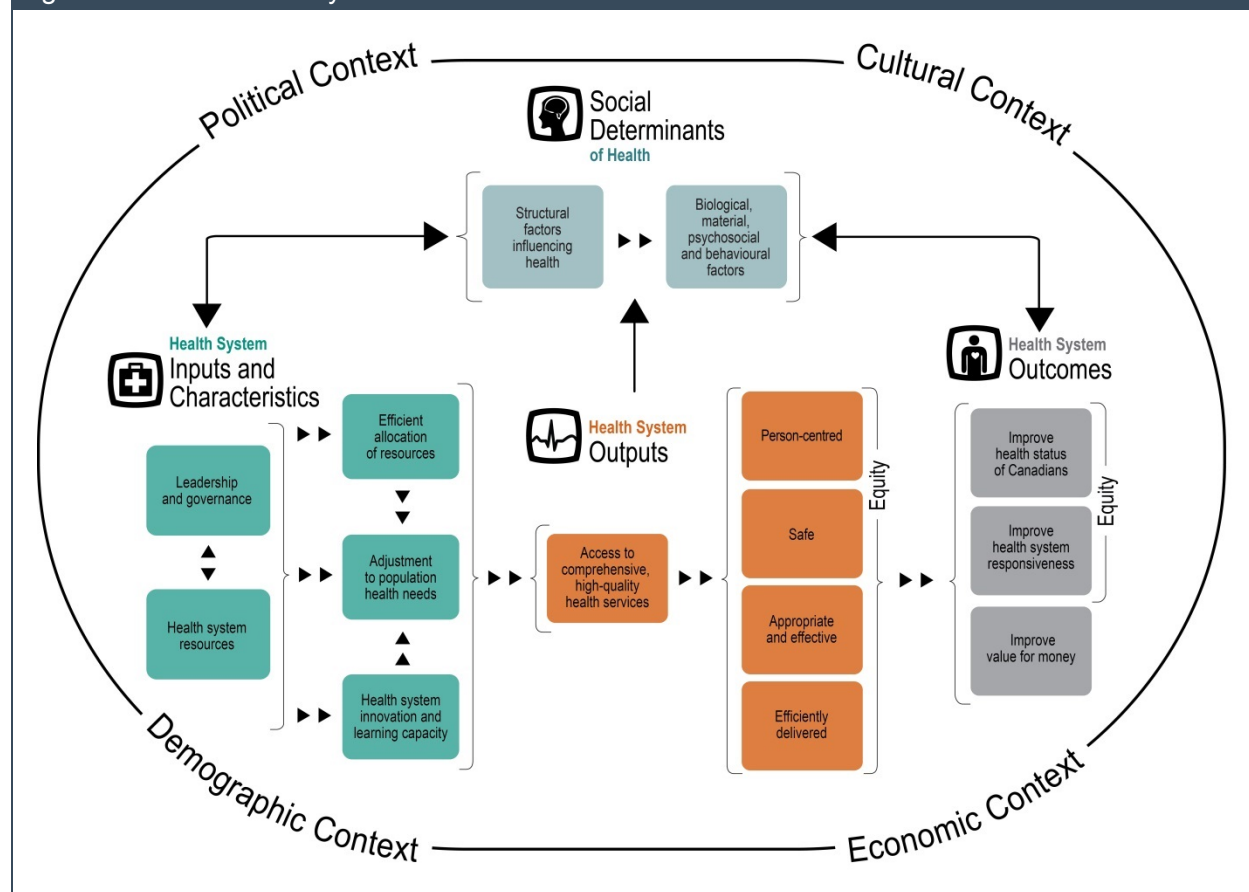 Political Context
Cultural Context
Social
Determinants
of Health
Structural
factors
influencing
health
Biological,
material,
psychosocial
and behavioural
factors
Health System
Inputs and
Characteristics
Leadership
and governance
Health system
resources
Efficient
allocation
of resources
Adjustment
to population
health needs
Health system
innovation and
learning capacity
Health System
Outputs
Access to
comprehensive,
high-quality
health services
Person-centred
Safe
Appropriate
and effective
Efficiently
delivered
Equity
Health System
Outcomes
Improve
health status
of Canadians
Improve
health system
responsiveness
Improve
value for money
Equity
Demographic Context
Economic Context